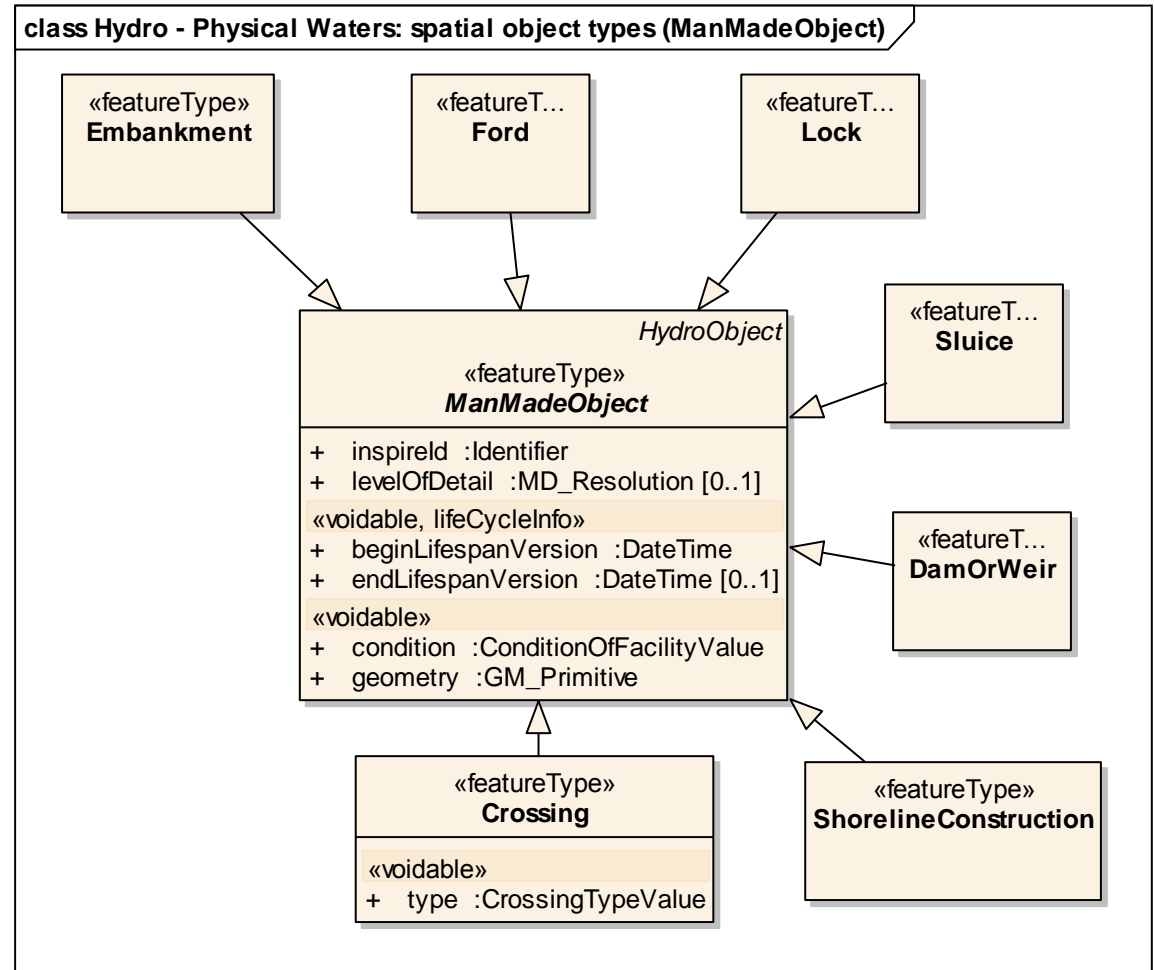 class Hydro - Physical Waters: spatial object types (ManMadeObject)
«featureType»
Embankment
«featureT...
Ford
«featureT...
Lock
«featureT...
Sluice
HydroObject
«featureType»
ManMadeObject
+ inspireId :Identifier
+ levelOfDetail :MD_Resolution [0..1]
«voidable, lifeCycleInfo»
+ beginLifespanVersion :DateTime
+ endLifespanVersion :DateTime [0..1]
«voidable»
+ condition :ConditionOfFacilityValue
+ geometry :GM_Primitive
«featureT...
DamOrWeir
«featureType»
Crossing
«voidable»
+ type :CrossingTypeValue
«featureType»
ShorelineConstruction